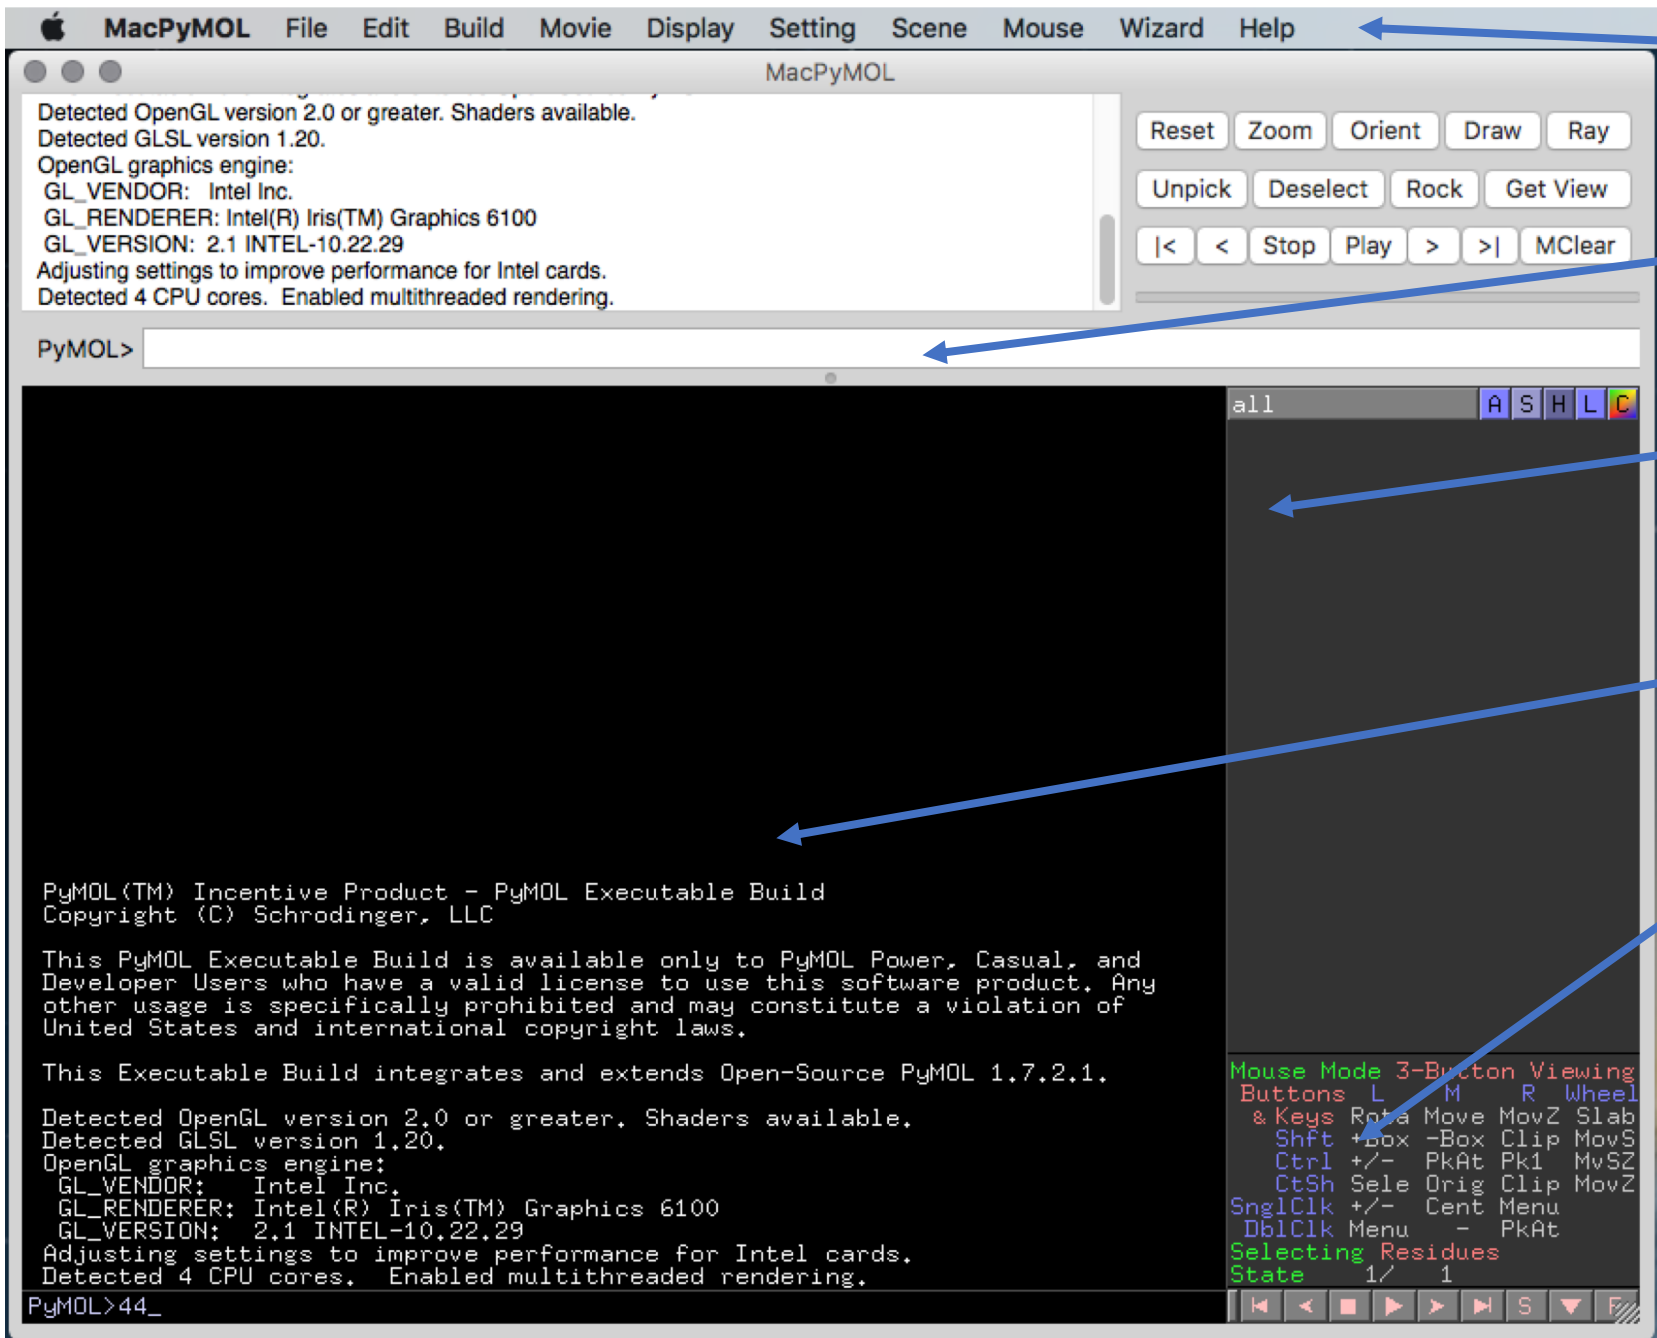 MacPyMOL File Edit Build Movie Display Setting Scene Mouse Wizard Help
MacPyMOL
Detected OpenGL version 2.0 or greater. Shaders available.
Detected GLSL version 1.20.
OpenGL graphics engine:
GL_VENDOR: Intel Inc.
GL_RENDERER: Intel(R) Iris(TM) Graphics 6100
GL_VERSION: 2.1 INTEL-10.22.29
Adjusting settings to improve performance for Intel cards.
Detected 4 CPU cores. Enabled multithreaded rendering.
Reset Zoom Orient Draw Ray
Unpick Deselect Rock Get View
|< < Stop Play > >| MClear
PyMOL>
all A S H L C
PyMOL(TM) Incentive Product - PyMOL Executable Build
Copyright (C) Schrodinger, LLC
This PyMOL Executable Build is available only to PyMOL Power, Casual, and
Developer Users who have a valid license to use this software product. Any
other usage is specifically prohibited and may constitute a violation of
United States and international copyright laws.
This Executable Build integrates and extends Open-Source PyMOL 1.7.2.1.
Detected OpenGL version 2.0 or greater. Shaders available.
Detected GLSL version 1.20.
OpenGL graphics engine:
GL_VENDOR: Intel Inc.
GL_RENDERER: Intel(R) Iris(TM) Graphics 6100
GL_VERSION: 2.1 INTEL-10.22.29
Adjusting settings to improve performance for Intel cards.
Detected 4 CPU cores. Enabled multithreaded rendering.
PyMOL>44_
Mouse Mode 3-Button Viewing
Buttons L M R Wheel
& Keys Rota Move MovZ Slab
Shft +Box -Box Clip MovS
Ctrl +/- PkAt Pk1 MvSZ
CtSh Sele Orig Clip MovZ
SnglClk +/- Cent Menu
DblClk Menu - PkAt
Selecting Residues
State 1/ 1
S F